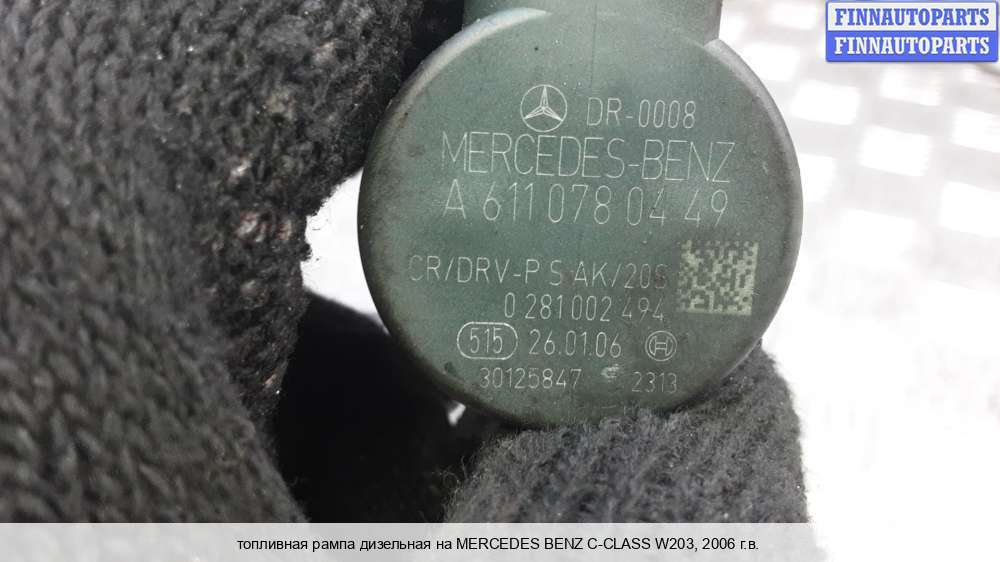 FINNAUTOPARTS
FINNAUTOPARTS
DR-0008
MERCEDES-BENZ
A 611 078 04 49
CR/DRV-P S AK/20S
0 281 002 494
515 26.01.06
30125847 2313
топливная рампа дизельная на MERCEDES BENZ C-CLASS W203, 2006 г.в.